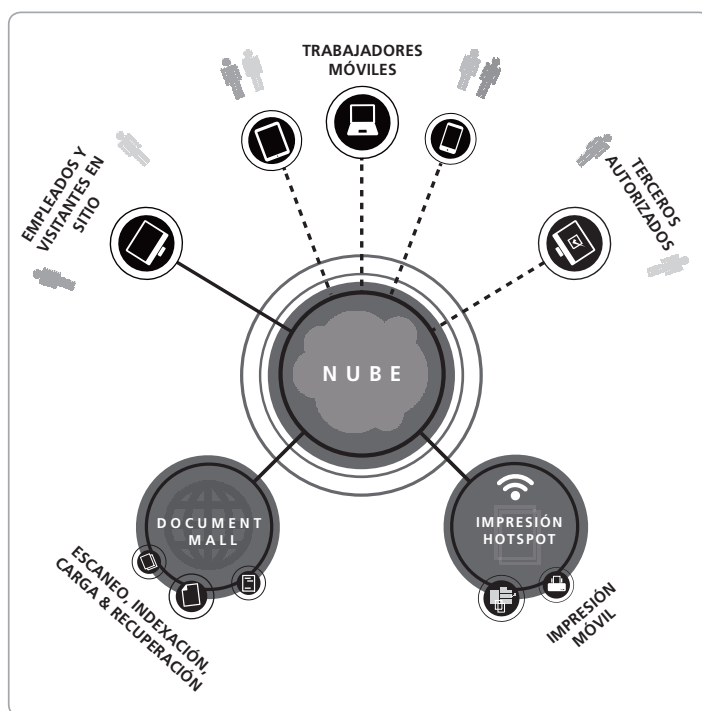 TRABAJADORES
MÓVILES
EMPLEADOS Y
VISITANTES EN
SITIO
TERCEROS
AUTORIZADOS
NUBE
DOCUMENT
MALL
IMPRESIÓN
HOTSPOT
ESCANEO, INDEXACIÓN,
CARGA & RECUPERACIÓN
IMPRESIÓN
MÓVIL